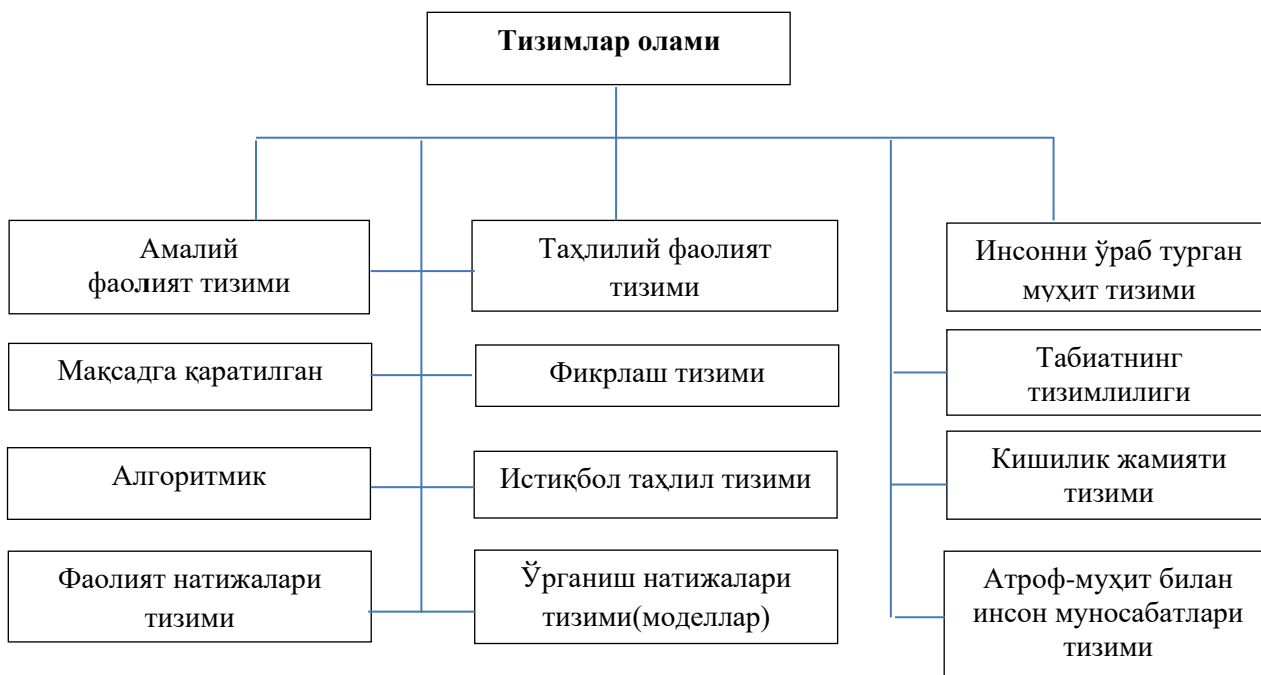 Тизимлар олами
Амалий
фаолият тизими
Таҳлилий фаолият
тизими
Инсонни ўраб турган
муҳит тизими
Мақсадга қаратилган
Фикрлаш тизими
Табиатнинг
тизимлилиги
Алгоритмик
Истиқбол таҳлил тизими
Кишилик жамияти
тизими
Фаолият натижалари
тизими
Ўрганиш натижалари
тизими(моделлар)
Атроф-муҳит билан
инсон муносабатлари
тизими